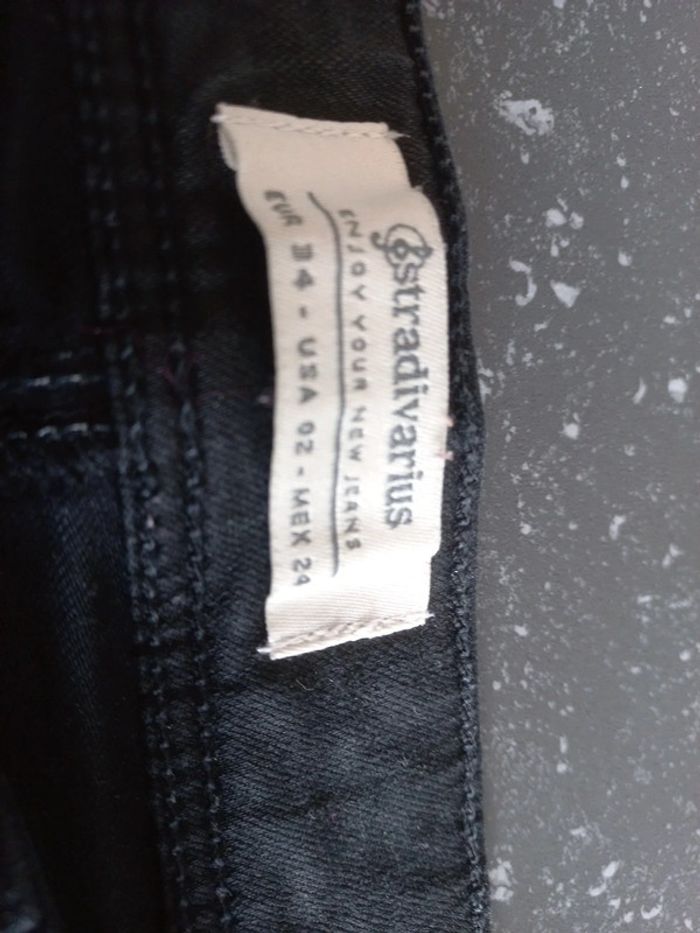 stradivarius
ENJOY YOUR NEW JEANS
EUR 34 - USA 02 - MEX 24